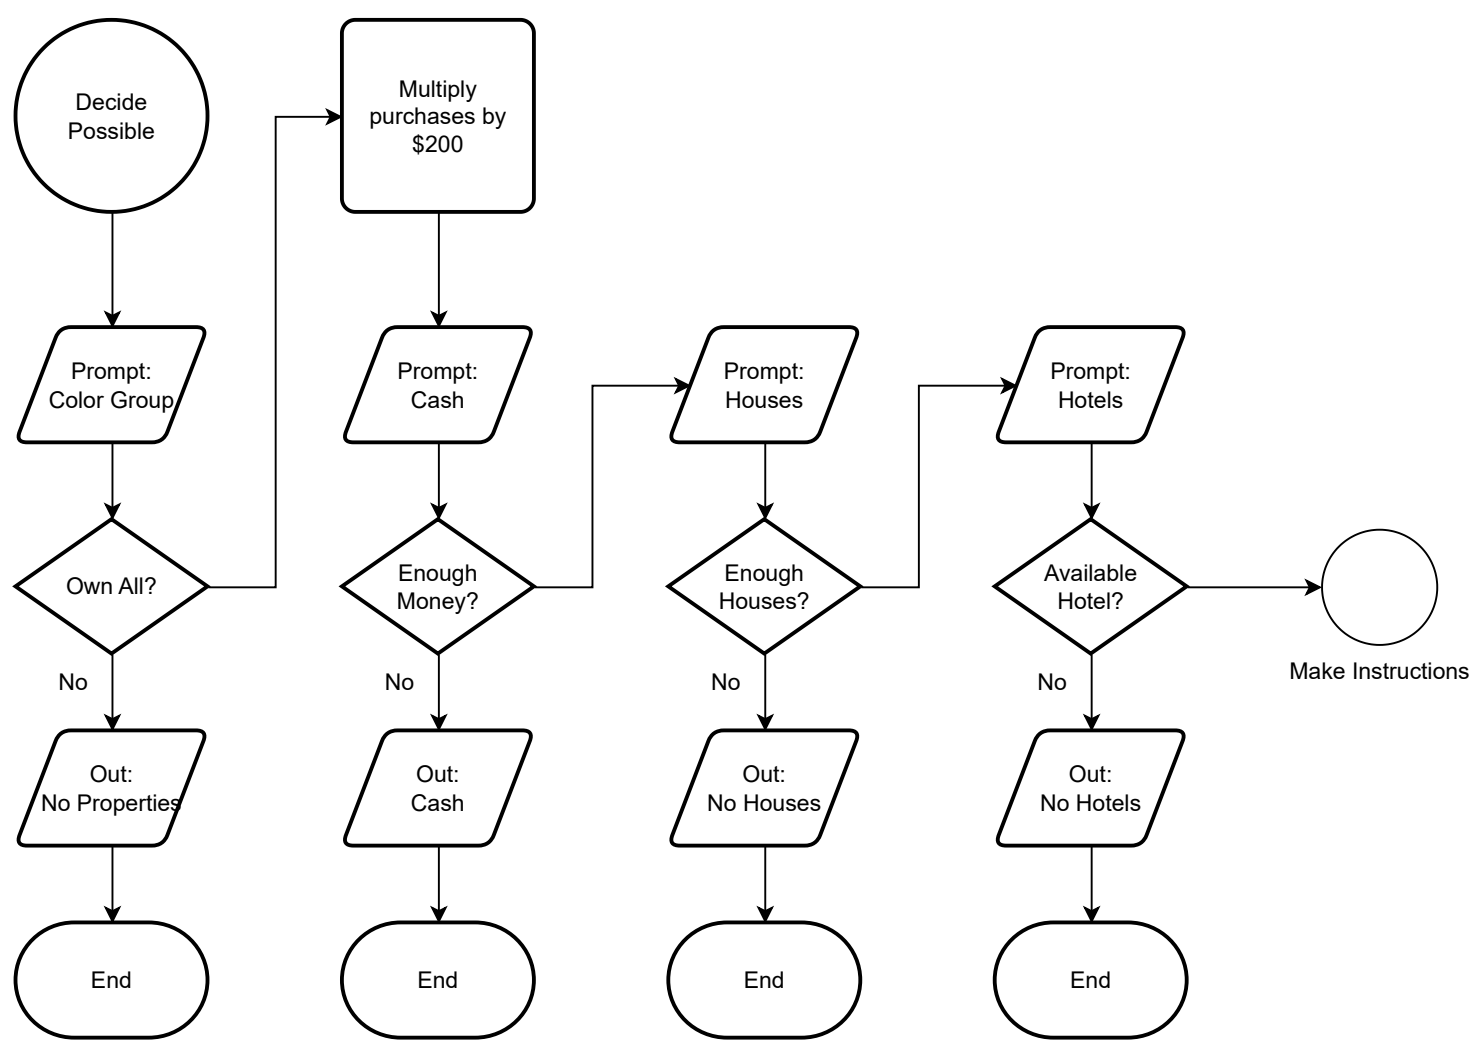 Decide
Possible
Multiply
purchases by
$200
Prompt:
Color Group
Prompt:
Cash
Prompt:
Houses
Prompt:
Hotels
Own All?
Enough
Money?
Enough
Houses?
Available
Hotel?
Make Instructions
No
No
No
No
Out:
No Properties
Out:
Cash
Out:
No Houses
Out:
No Hotels
End
End
End
End